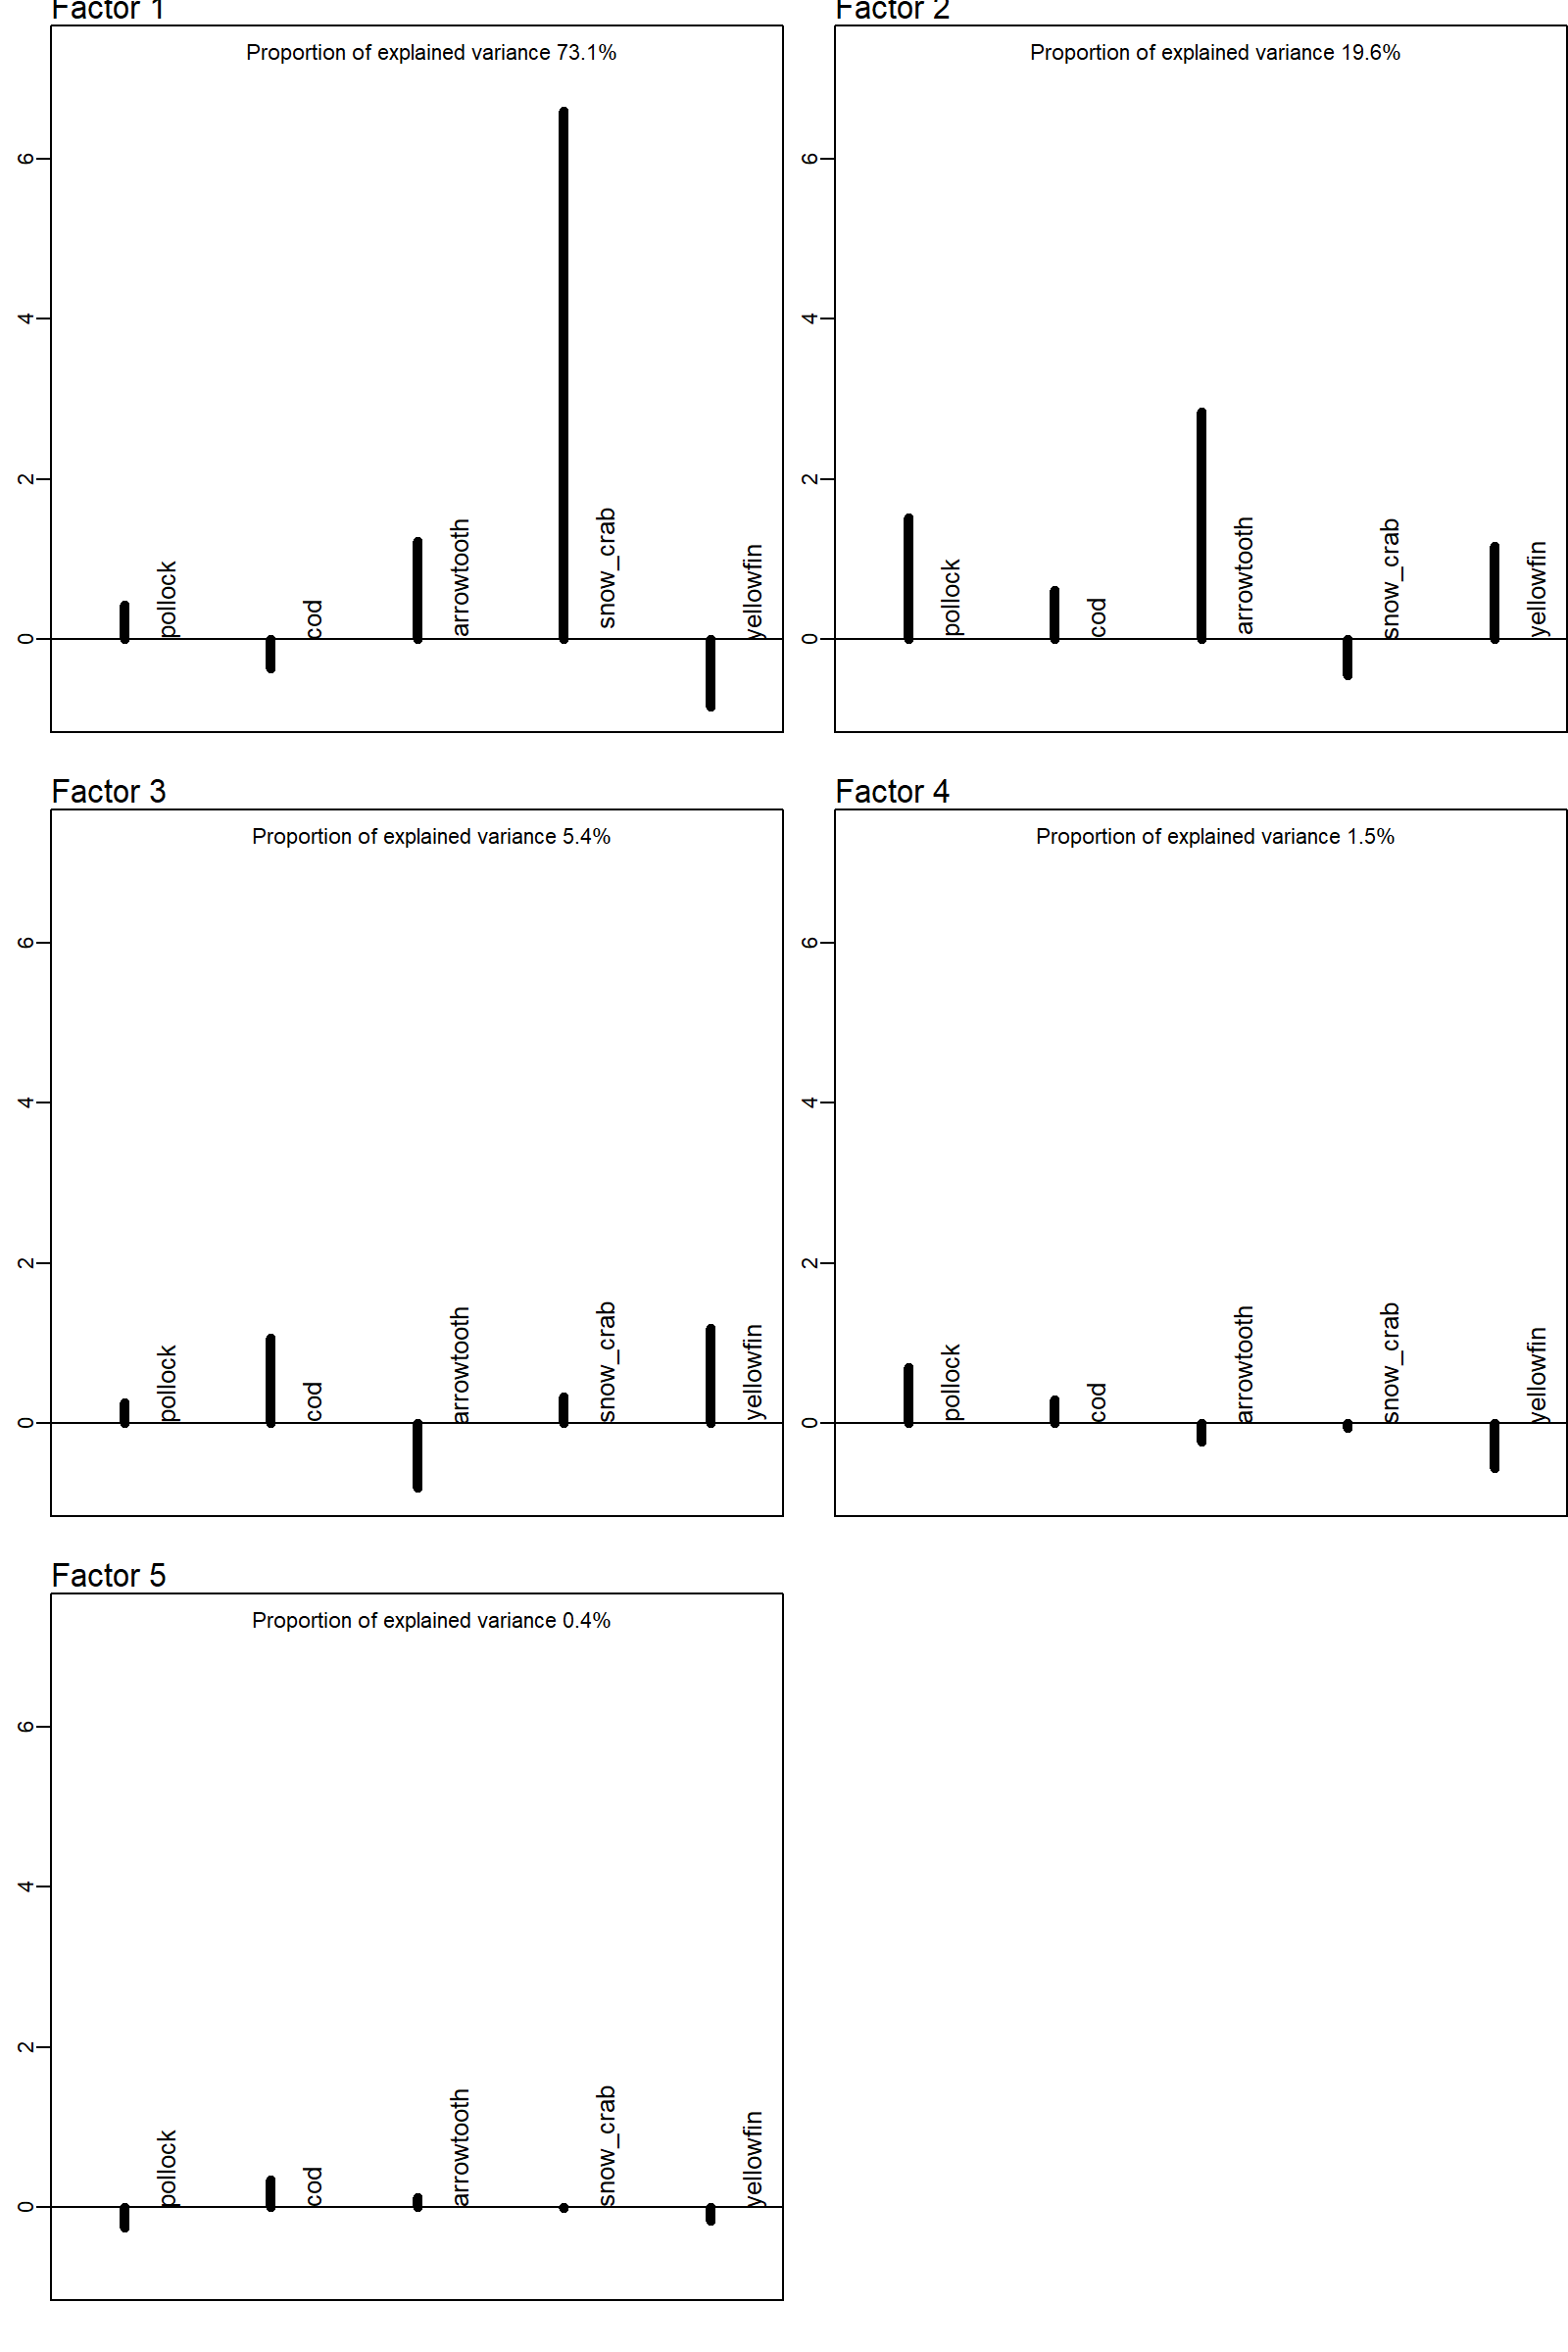 Factor 1
Proportion of explained variance 73.1%
6
4
2
0
pollock
cod
arrowtooth
snow_crab
yellowfin
Factor 2
Proportion of explained variance 19.6%
6
4
2
0
pollock
cod
arrowtooth
snow_crab
yellowfin
Factor 3
Proportion of explained variance 5.4%
6
4
2
0
pollock
cod
arrowtooth
snow_crab
yellowfin
Factor 4
Proportion of explained variance 1.5%
6
4
2
0
pollock
cod
arrowtooth
snow_crab
yellowfin
Factor 5
Proportion of explained variance 0.4%
6
4
2
0
pollock
cod
arrowtooth
snow_crab
yellowfin